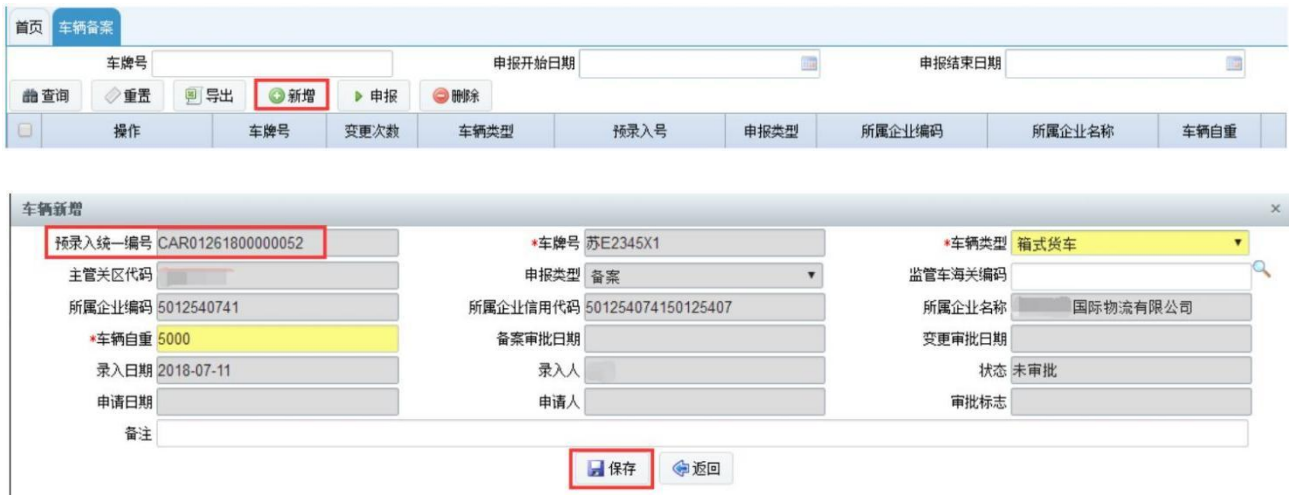 首页 车辆备案
车牌号 申报开始日期 申报结束日期
查询 重置 导出 新增 申报 删除
操作 车牌号 变更次数 车辆类型 预录入号 申报类型 所属企业编码 所属企业名称 车辆自重
车辆新增 ×
预录入统一编号 CAR01261800000052 *车牌号 苏E2345X1 *车辆类型 箱式货车
主管关区代码 申报类型 备案 监管车海关编码
所属企业编码 5012540741 所属企业信用代码 501254074150125407 所属企业名称 国际物流有限公司
*车辆自重 5000 备案审批日期 变更审批日期
录入日期 2018-07-11 录入人 状态 未审批
申请日期 申请人 审批标志
备注
保存 返回